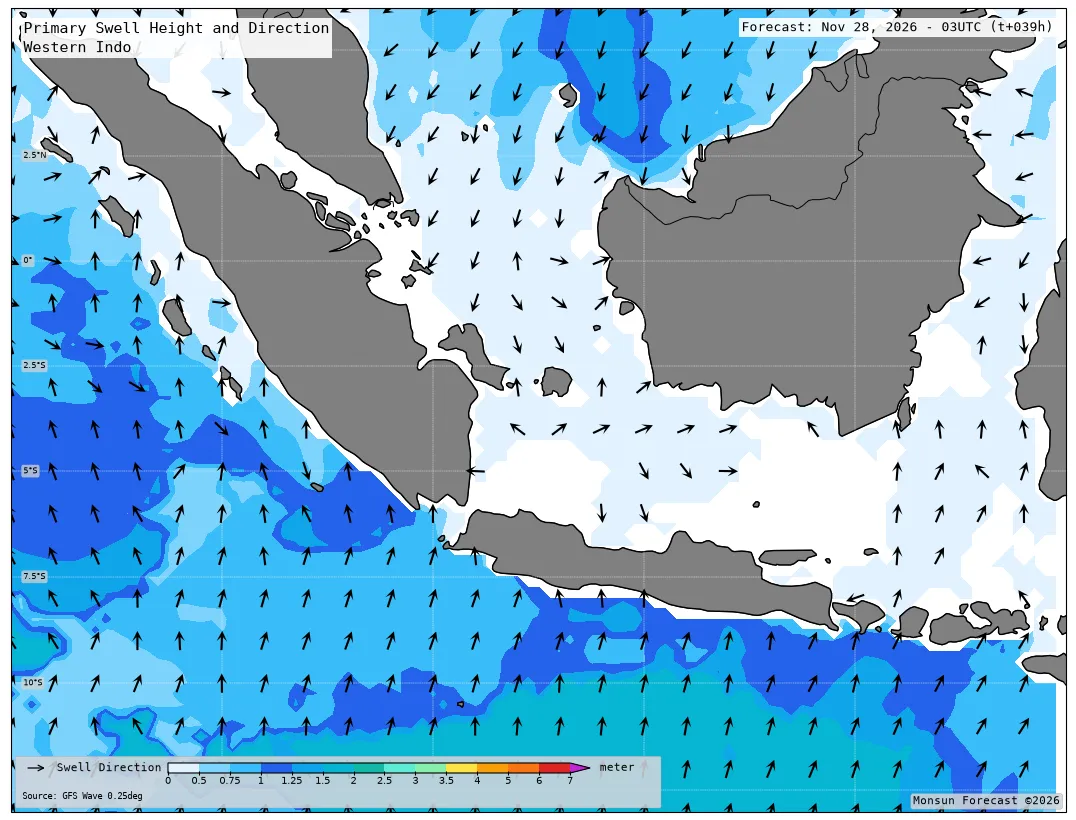 Primary Swell Height and Direction
Western Indo
Forecast: Nov 28, 2026 - 03UTC (t+039h)
2.5°N
0°
2.5°S
5°S
7.5°S
10°S
Swell Direction
0 0.5 0.75 1 1.25 1.5 2 2.5 3 3.5 4 5 6 7
meter
Source: GFS Wave 0.25deg
Monsun Forecast ©2026